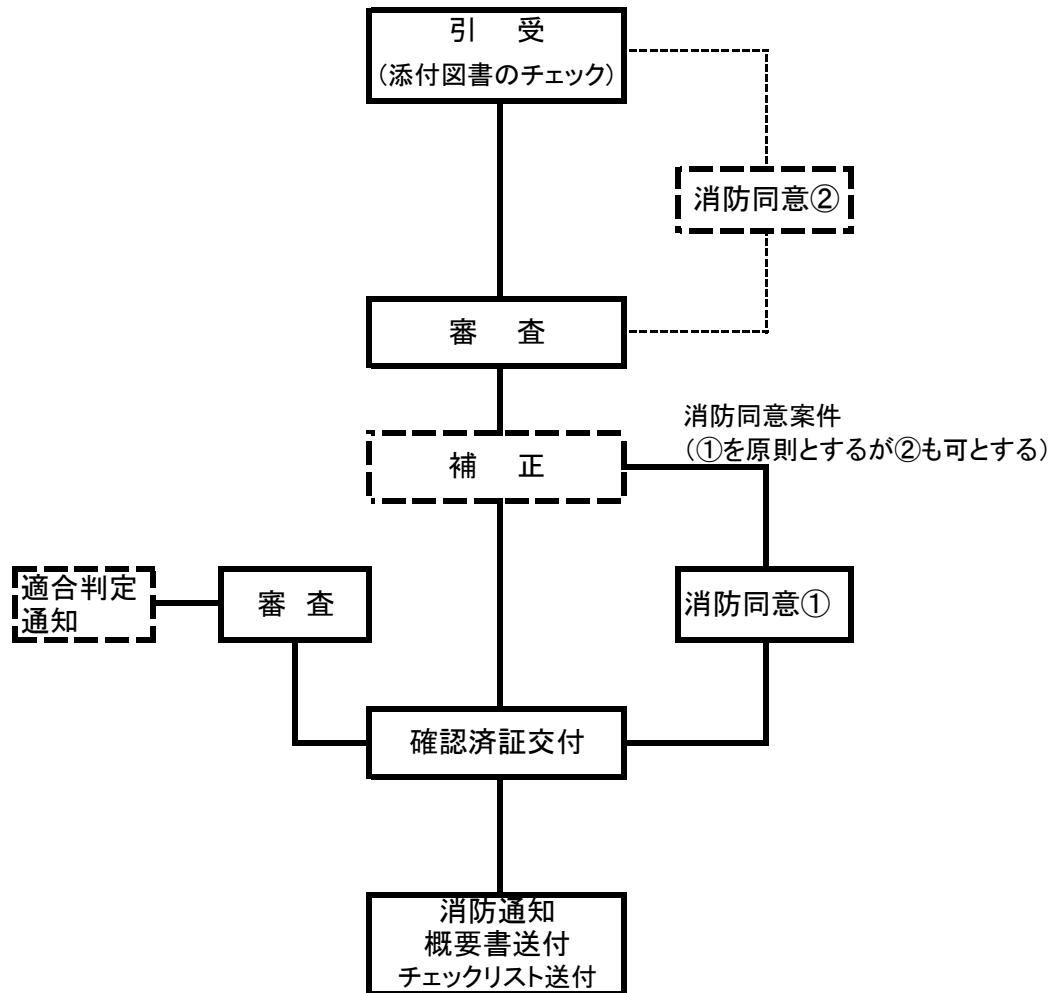 引　受
(添付図書のチェック)
消防同意②
審　査
消防同意案件
(①を原則とするが②も可とする)
補　正
適合判定
通知
審 査
消防同意①
確認済証交付
消防通知
概要書送付
チェックリスト送付